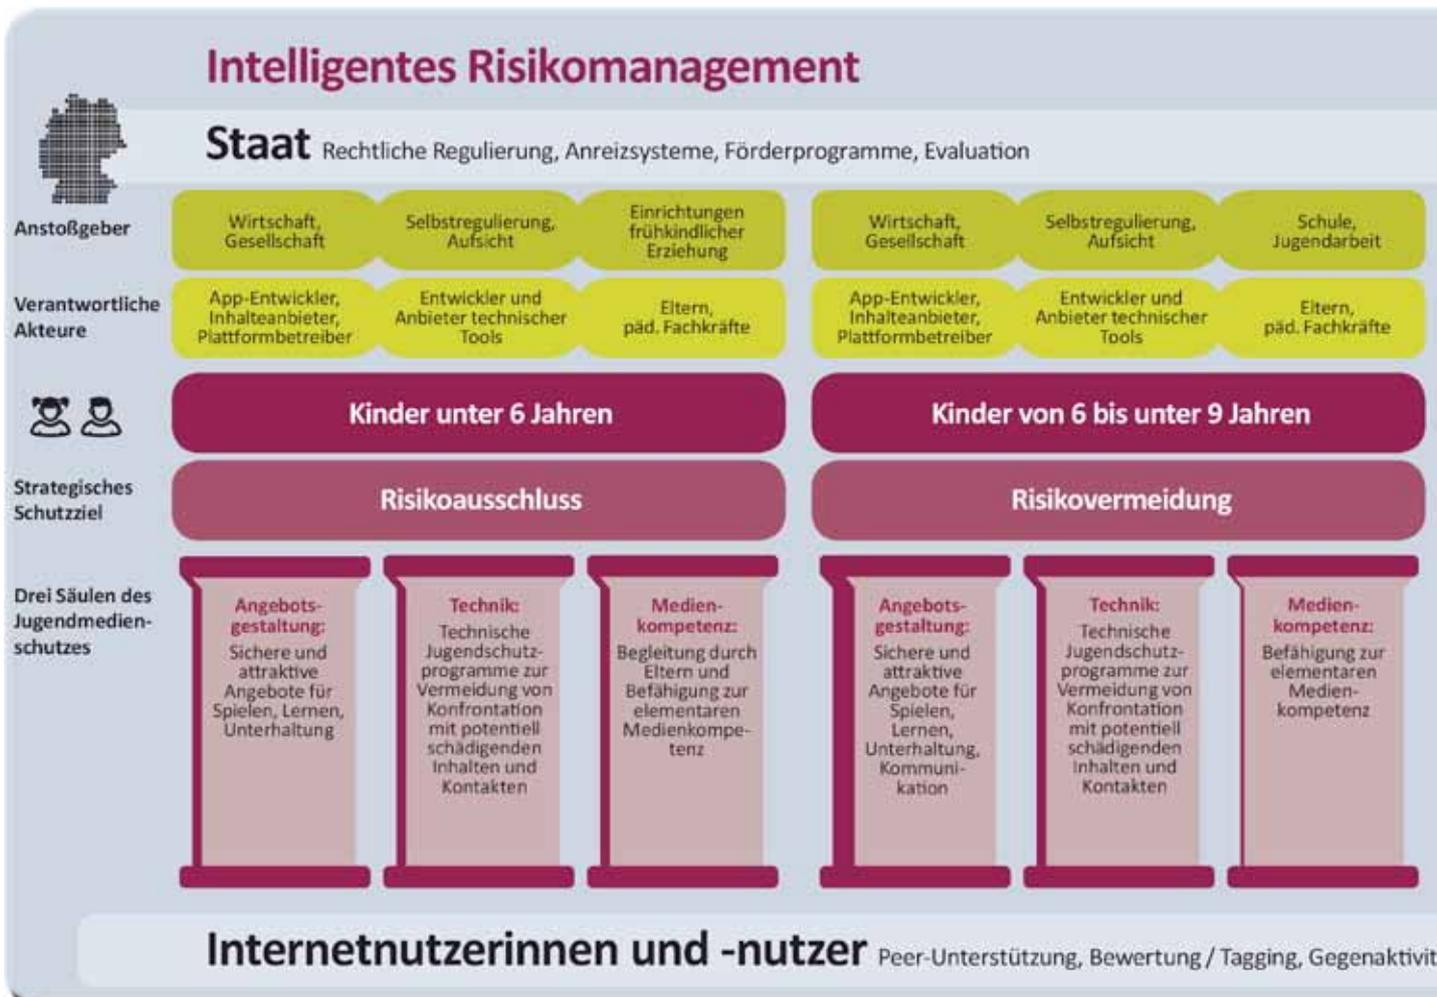 Intelligentes Risikomanagement
Staat Rechtliche Regulierung, Anreizsysteme, Förderprogramme, Evaluation
Anstoßgeber
Wirtschaft,
Gesellschaft
Selbstregulierung,
Aufsicht
Einrichtungen
frühkindlicher
Erziehung
Wirtschaft,
Gesellschaft
Selbstregulierung,
Aufsicht
Schule,
Jugendarbeit
Verantwortliche
Akteure
App-Entwickler,
Inhalteanbieter,
Plattformbetreiber
Entwickler und
Anbieter technischer
Tools
Eltern,
päd. Fachkräfte
App-Entwickler,
Inhalteanbieter,
Plattformbetreiber
Entwickler und
Anbieter technischer
Tools
Eltern,
päd. Fachkräfte
Kinder unter 6 Jahren
Kinder von 6 bis unter 9 Jahren
Strategisches
Schutzziel
Risikoausschluss
Risikovermeidung
Drei Säulen des
Jugendmedien-
schutzes
Angebots-
gestaltung:
Sichere und
attraktive
Angebote für
Spielen, Lernen,
Unterhaltung
Technik:
Technische
Jugendschutz-
programme zur
Vermeidung von
Konfrontation
mit potentiell
schädigenden
Inhalten und
Kontakten
Medien-
kompetenz:
Begleitung durch
Eltern und
Befähigung zur
elementaren
Medienkompe-
tenz
Angebots-
gestaltung:
Sichere und
attraktive
Angebote für
Spielen,
Lernen,
Unterhaltung,
Kommuni-
kation
Technik:
Technische
Jugendschutz-
programme zur
Vermeidung von
Konfrontation
mit potentiell
schädigenden
Inhalten und
Kontakten
Medien-
kompetenz:
Befähigung zur
elementaren
Medien-
kompetenz
Internetnutzerinnen und -nutzer Peer-Unterstützung, Bewertung / Tagging, Gegenaktivit